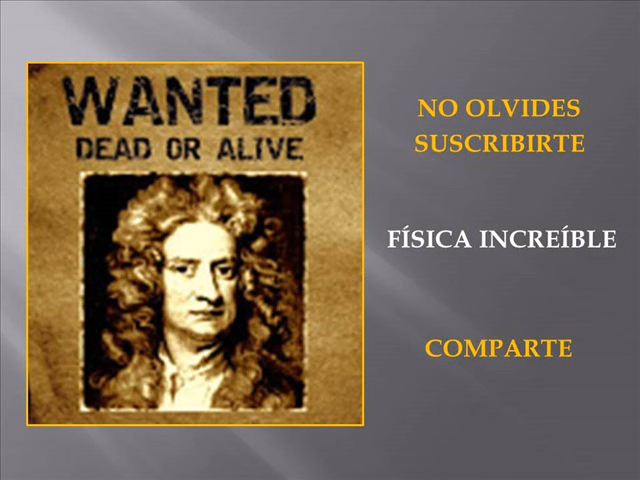 WANTED
DEAD OR ALIVE
NO OLVIDES
SUSCRIBIRTE
FÍSICA INCREÍBLE
COMPARTE